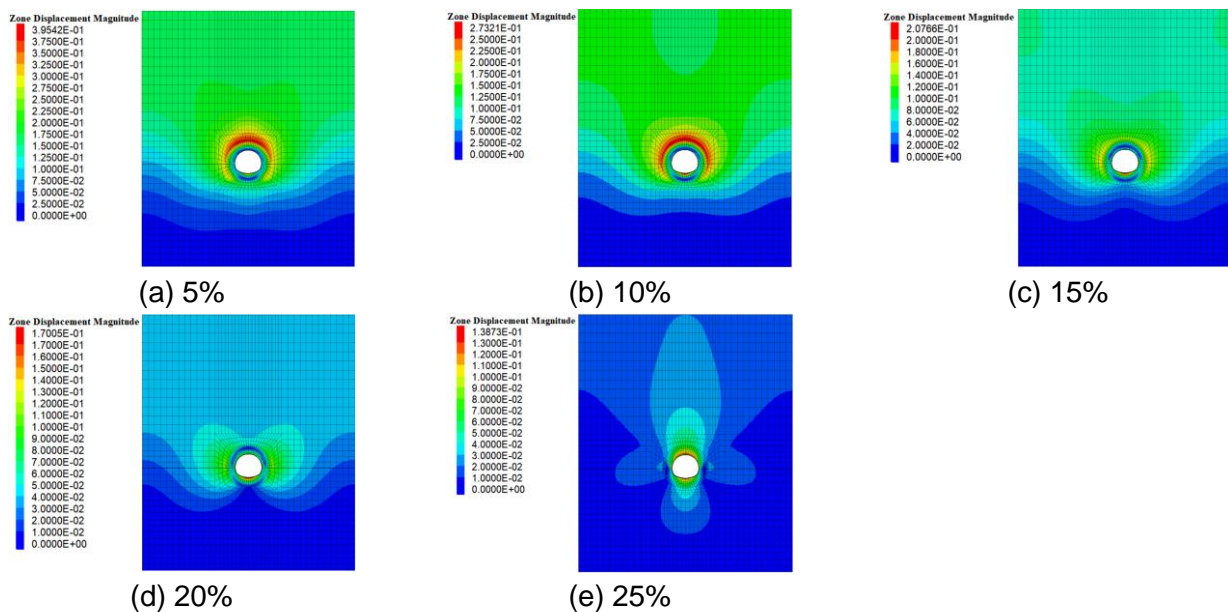 Zone Displacement Magnitude
3.9542E-01
3.7500E-01
3.5000E-01
3.2500E-01
3.0000E-01
2.7500E-01
2.5000E-01
2.2500E-01
2.0000E-01
1.7500E-01
1.5000E-01
1.2500E-01
1.0000E-01
7.5000E-02
5.0000E-02
2.5000E-02
0.0000E+00
(a) 5%
Zone Displacement Magnitude
2.7321E-01
2.5000E-01
2.2500E-01
2.0000E-01
1.7500E-01
1.5000E-01
1.2500E-01
1.0000E-01
7.5000E-02
5.0000E-02
2.5000E-02
0.0000E+00
(b) 10%
Zone Displacement Magnitude
2.0766E-01
2.0000E-01
1.8000E-01
1.6000E-01
1.4000E-01
1.2000E-01
1.0000E-01
8.0000E-02
6.0000E-02
4.0000E-02
2.0000E-02
0.0000E+00
(c) 15%
Zone Displacement Magnitude
1.7005E-01
1.7000E-01
1.6000E-01
1.5000E-01
1.4000E-01
1.3000E-01
1.2000E-01
1.1000E-01
1.0000E-01
9.0000E-02
8.0000E-02
7.0000E-02
6.0000E-02
5.0000E-02
4.0000E-02
3.0000E-02
2.0000E-02
1.0000E-02
0.0000E+00
(d) 20%
Zone Displacement Magnitude
1.3873E-01
1.3000E-01
1.2000E-01
1.1000E-01
1.0000E-01
9.0000E-02
8.0000E-02
7.0000E-02
6.0000E-02
5.0000E-02
4.0000E-02
3.0000E-02
2.0000E-02
1.0000E-02
0.0000E+00
(e) 25%